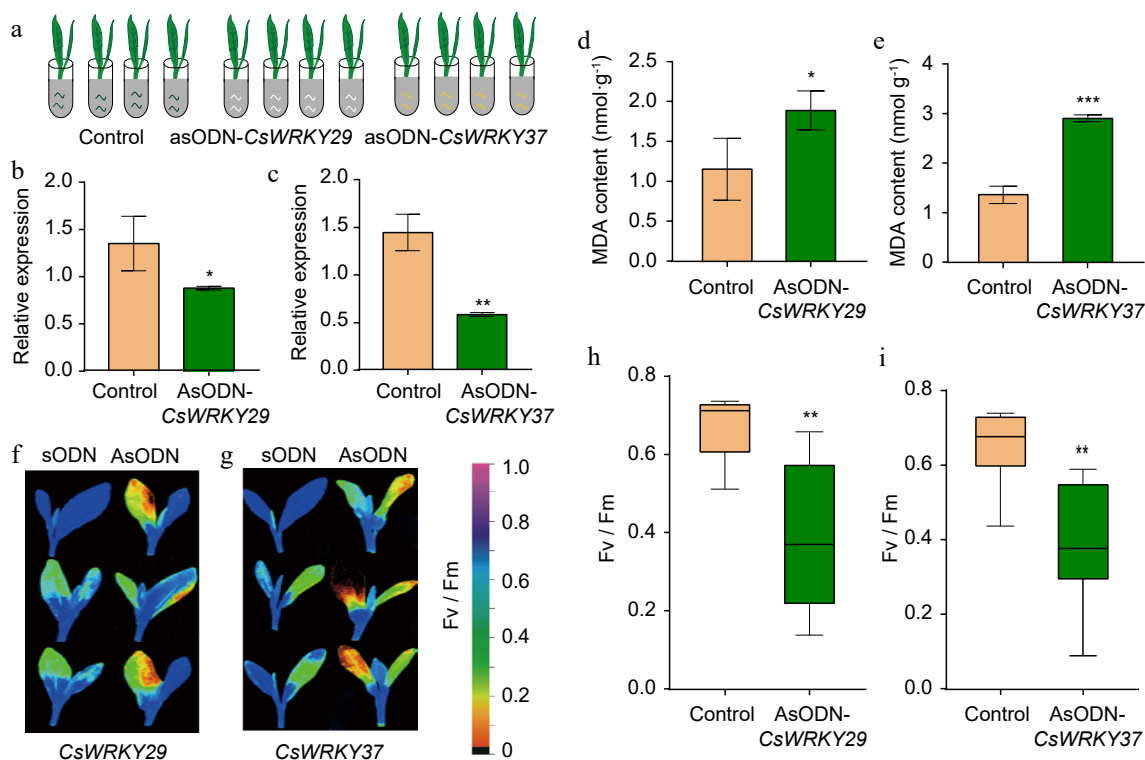 a
Control
asODN-CsWRKY29
asODN-CsWRKY37
b
Relative expression
2.0
1.5
1.0
0.5
0.0
*
Control
AsODN-
CsWRKY29
c
Relative expression
2.0
1.5
1.0
0.5
0.0
**
Control
AsODN-
CsWRKY37
d
MDA content (nmol·g⁻¹)
2.5
2.0
1.5
1.0
0.5
0.0
*
Control
AsODN-
CsWRKY29
e
MDA content (nmol g⁻¹)
4
3
2
1
0
***
Control
AsODN-
CsWRKY37
f
sODN
AsODN
CsWRKY29
g
sODN
AsODN
CsWRKY37
Fv / Fm
1.0
0.8
0.6
0.4
0.2
0
h
Fv / Fm
0.8
0.6
0.4
0.2
0.0
**
Control
AsODN-
CsWRKY29
i
Fv / Fm
0.8
0.6
0.4
0.2
0.0
**
Control
AsODN-
CsWRKY37